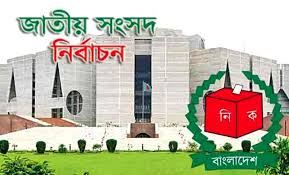 জাতীয় সংসদ
নির্বাচন
নি ক
বাংলাদেশ